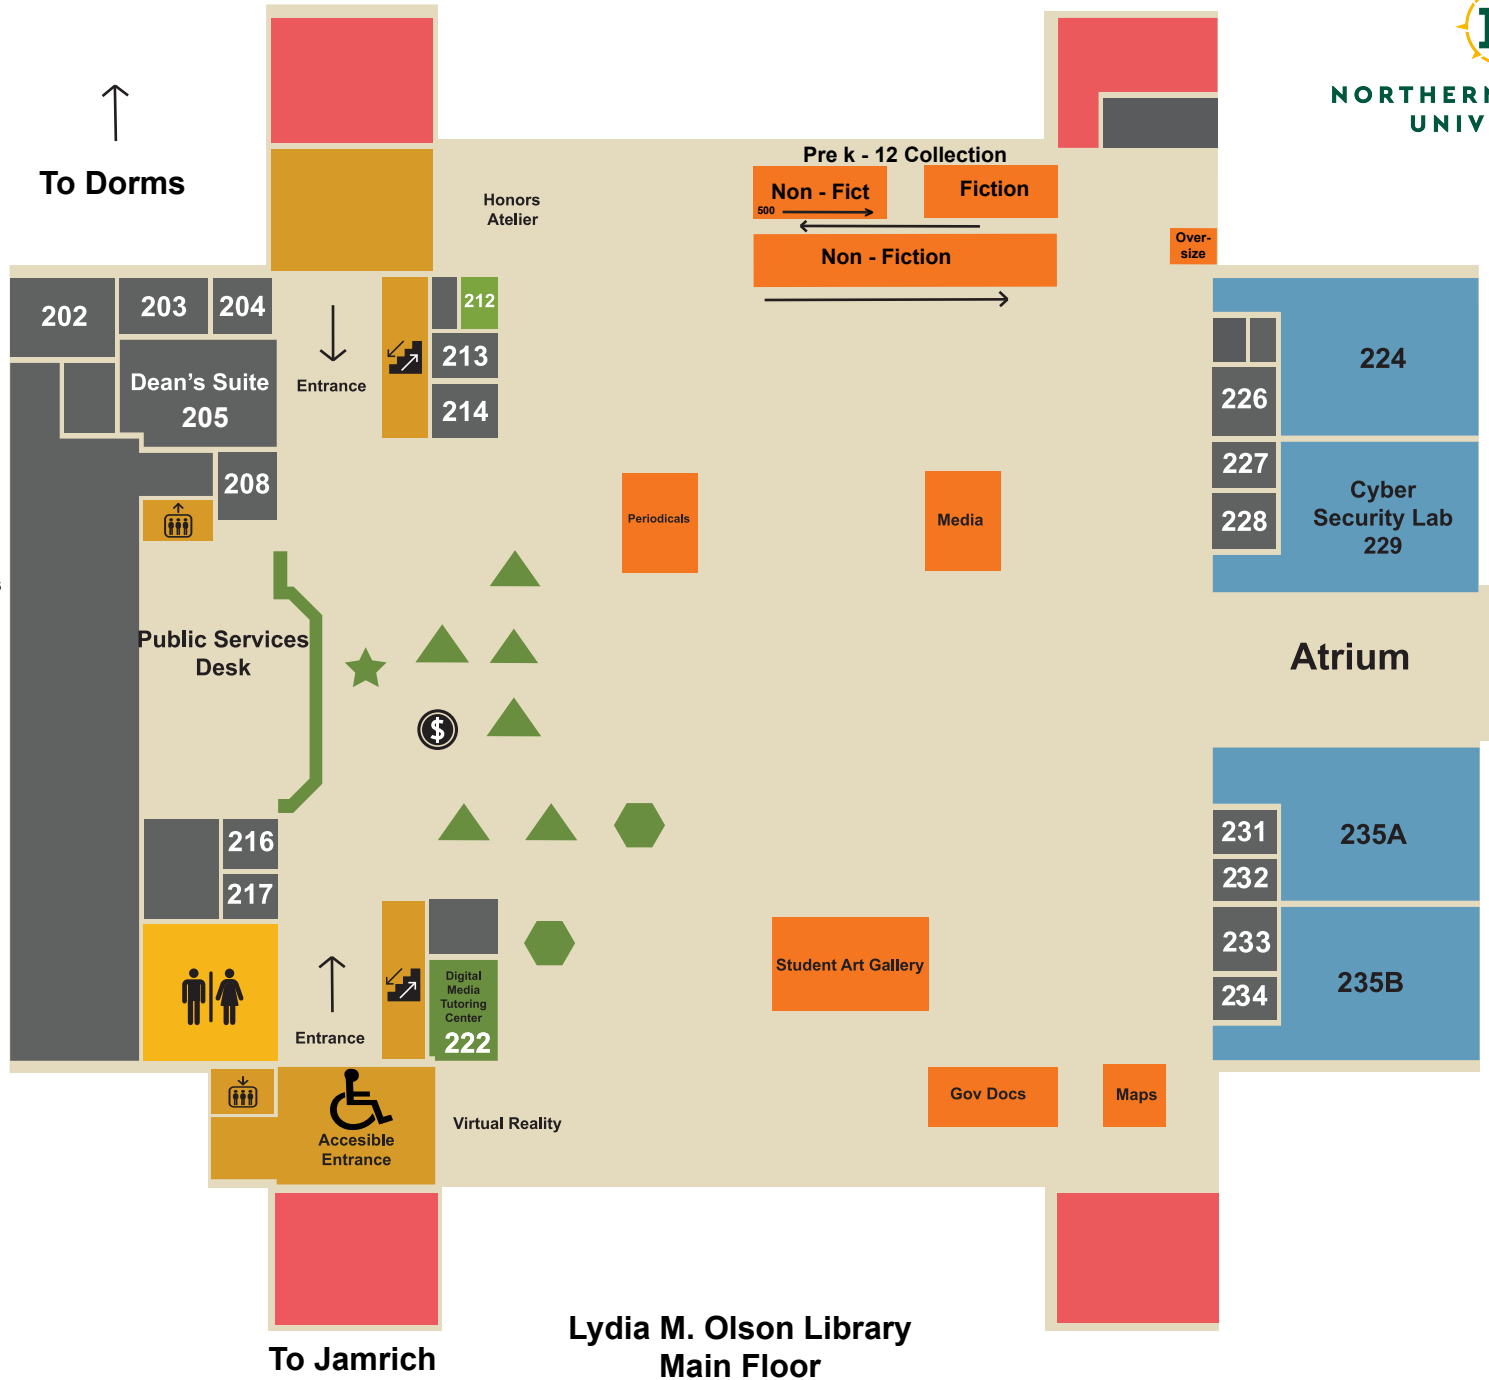 NORTHERN
UNIV
To Dorms
Pre k - 12 Collection
Non - Fict
500
Fiction
Non - Fiction
Over-
size
Honors
Atelier
202
203
204
Dean's Suite
205
208
Entrance
212
213
214
224
226
227
228
Cyber
Security Lab
229
Periodicals
Media
Public Services
Desk
$
Atrium
216
217
231
232
233
234
235A
235B
Student Art Gallery
Digital
Media
Tutoring
Center
222
Entrance
Accesible
Entrance
Virtual Reality
Gov Docs
Maps
To Jamrich
Lydia M. Olson Library
Main Floor